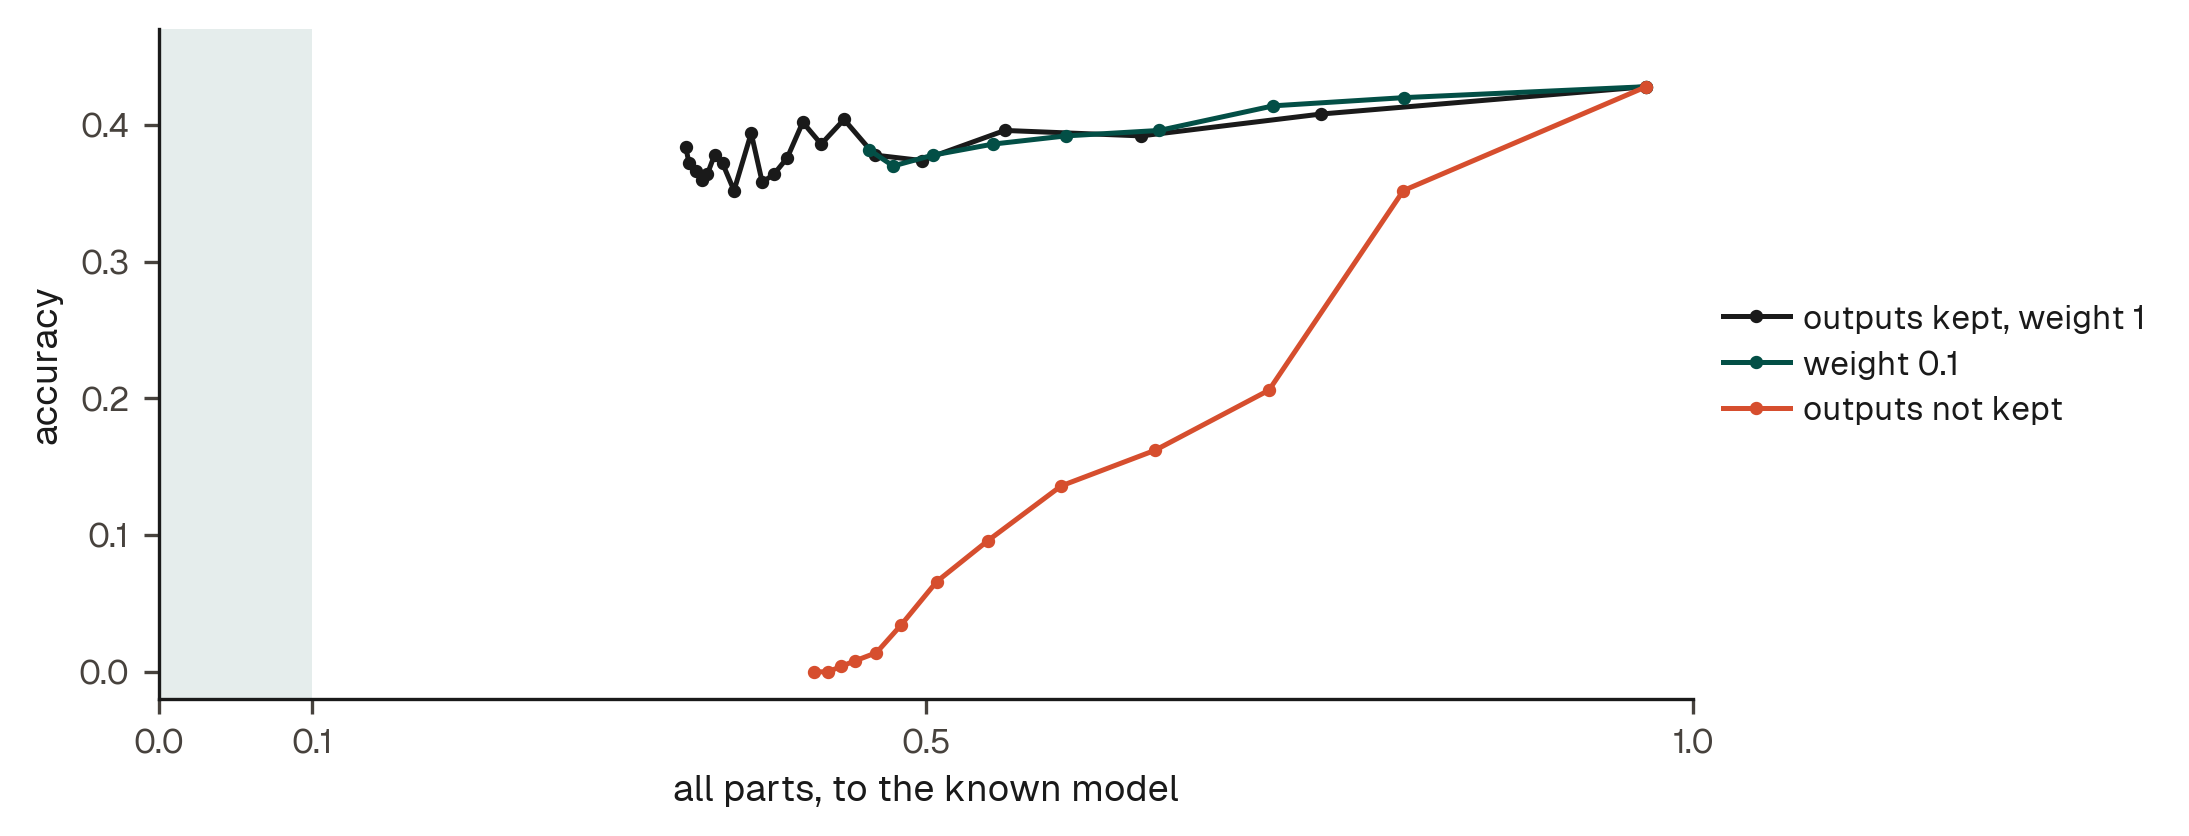 accuracy
0.4
0.3
0.2
0.1
0.0
0.0
0.1
0.5
1.0
all parts, to the known model
outputs kept, weight 1
weight 0.1
outputs not kept